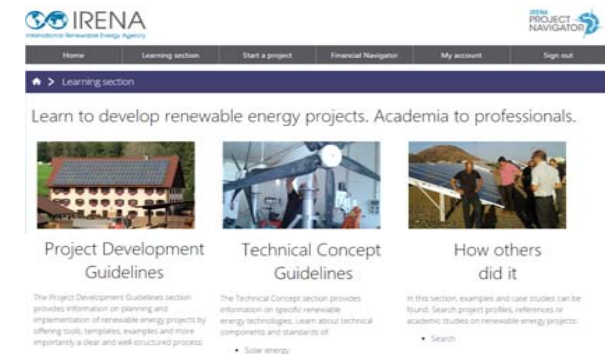 IRENA
International Renewable Energy Agency
IRENA
PROJECT
NAVIGATOR
Home
Learning section
Start a project
Financial Navigator
My account
Sign out
> Learning section
Learn to develop renewable energy projects. Academia to professionals.
Project Development
Guidelines
The Project Development Guidelines section
provides information on planning and
implementation of renewable energy projects by
offering tools, templates, examples and more
importantly a clear and well-structured process:
Technical Concept
Guidelines
The Technical Concept section provides
information on specific renewable
energy technologies. Learn about technical
components and standards of:
• Solar energy
How others
did it
In this section, examples and case studies can be
found. Search project profiles, references or
academic studies on renewable energy projects:
• Search